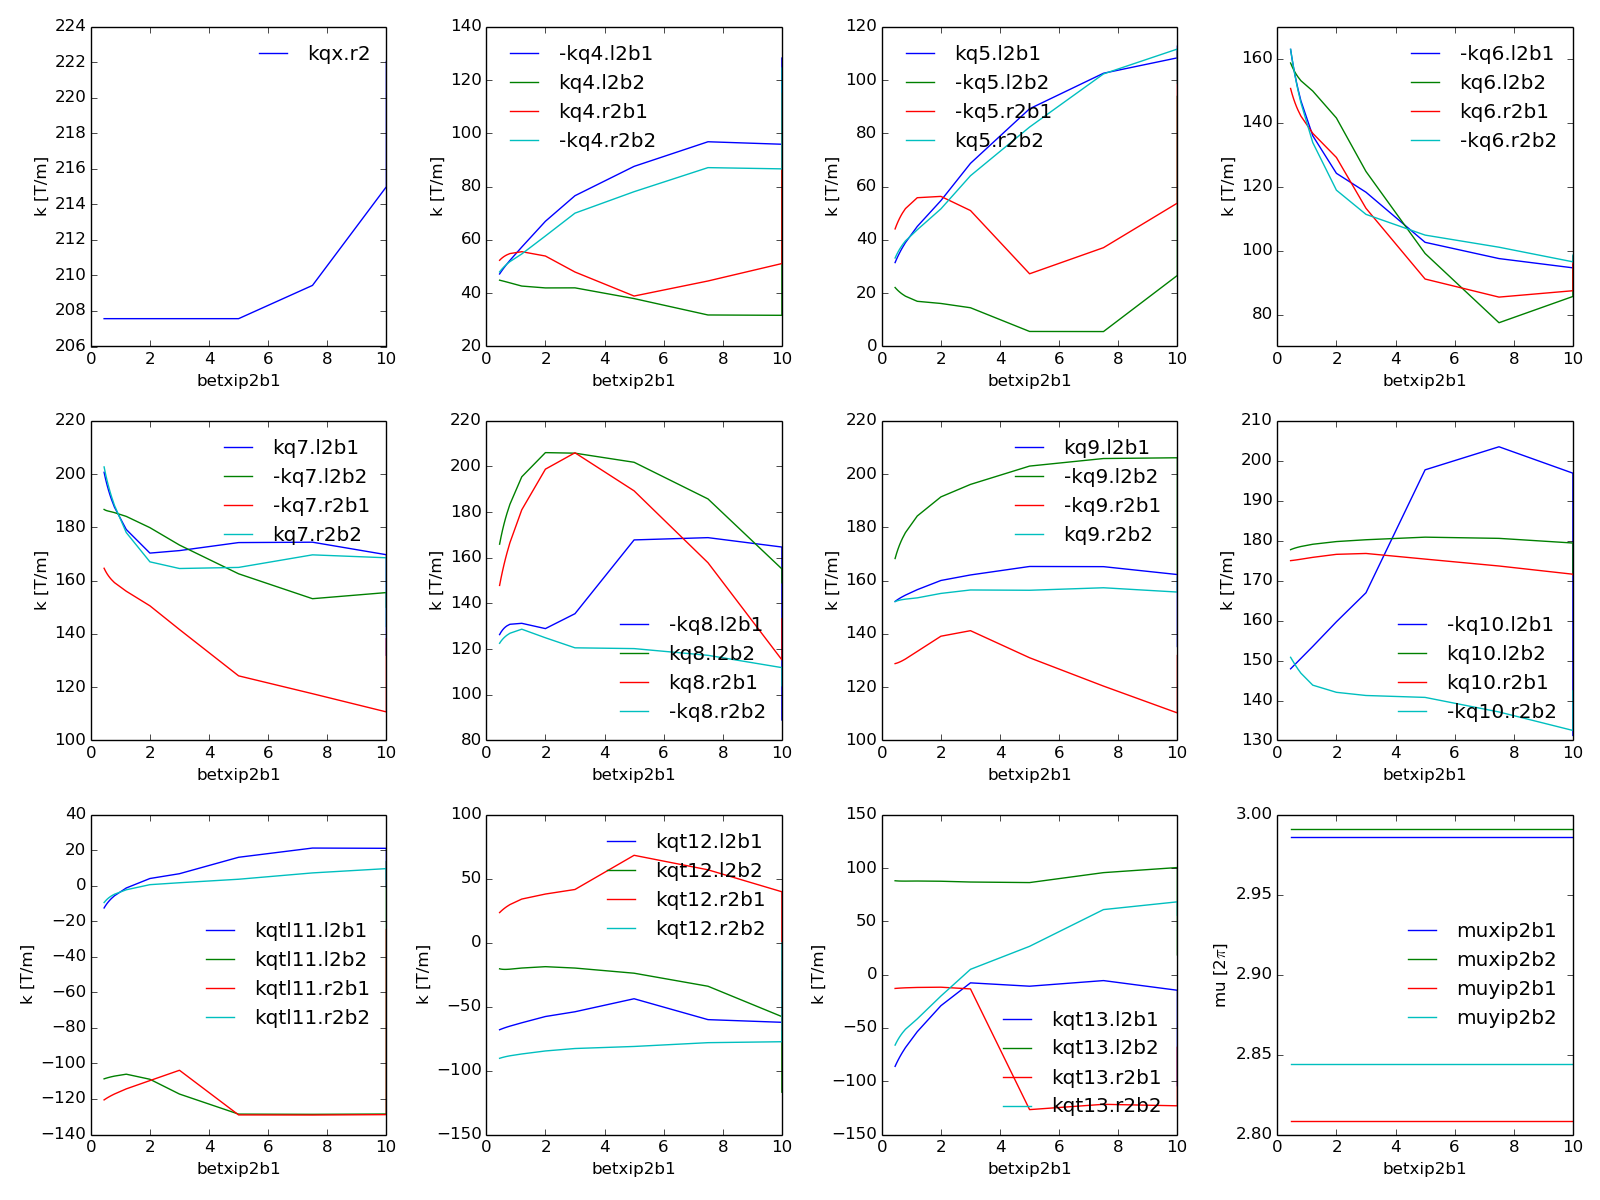 224
222
220
218
216
214
212
210
208
206
k [T/m]
kqx.r2
0 2 4 6 8 10
betxip2b1
140
120
100
80
60
40
20
k [T/m]
-kq4.l2b1
kq4.l2b2
kq4.r2b1
-kq4.r2b2
0 2 4 6 8 10
betxip2b1
120
100
80
60
40
20
0
k [T/m]
kq5.l2b1
-kq5.l2b2
-kq5.r2b1
kq5.r2b2
0 2 4 6 8 10
betxip2b1
160
140
120
100
80
k [T/m]
-kq6.l2b1
kq6.l2b2
kq6.r2b1
-kq6.r2b2
0 2 4 6 8 10
betxip2b1
220
200
180
160
140
120
100
k [T/m]
kq7.l2b1
-kq7.l2b2
-kq7.r2b1
kq7.r2b2
0 2 4 6 8 10
betxip2b1
220
200
180
160
140
120
100
80
k [T/m]
-kq8.l2b1
kq8.l2b2
kq8.r2b1
-kq8.r2b2
0 2 4 6 8 10
betxip2b1
220
200
180
160
140
120
100
k [T/m]
kq9.l2b1
-kq9.l2b2
-kq9.r2b1
kq9.r2b2
0 2 4 6 8 10
betxip2b1
210
200
190
180
170
160
150
140
130
k [T/m]
-kq10.l2b1
kq10.l2b2
kq10.r2b1
-kq10.r2b2
0 2 4 6 8 10
betxip2b1
40
20
0
−20
−40
−60
−80
−100
−120
−140
k [T/m]
kqtl11.l2b1
kqtl11.l2b2
kqtl11.r2b1
kqtl11.r2b2
0 2 4 6 8 10
betxip2b1
100
50
0
−50
−100
−150
k [T/m]
kqt12.l2b1
kqt12.l2b2
kqt12.r2b1
kqt12.r2b2
0 2 4 6 8 10
betxip2b1
150
100
50
0
−50
−100
−150
k [T/m]
kqt13.l2b1
kqt13.l2b2
kqt13.r2b1
kqt13.r2b2
0 2 4 6 8 10
betxip2b1
3.00
2.95
2.90
2.85
2.80
mu [2π]
muxip2b1
muxip2b2
muyip2b1
muyip2b2
0 2 4 6 8 10
betxip2b1